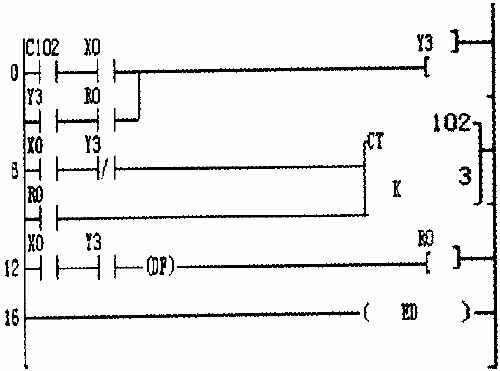 C102 X0 Y3
0
Y3 R0
X0 Y3 CT 102
6
K 3
R0
X0 Y3 R0
12 (DF)
16 ( ED )